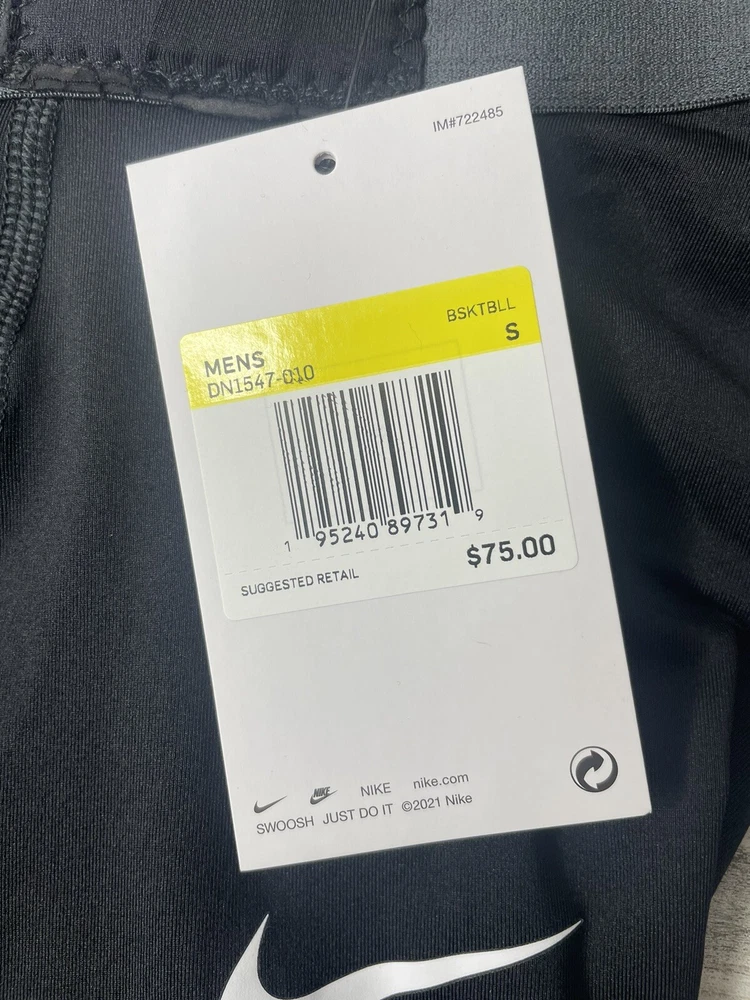 IM#722485
BSKTBLL
MENS S
DN1547-010
1 95240 89731 9
SUGGESTED RETAIL $75.00
NIKE NIKE nike.com
SWOOSH JUST DO IT ©2021 Nike